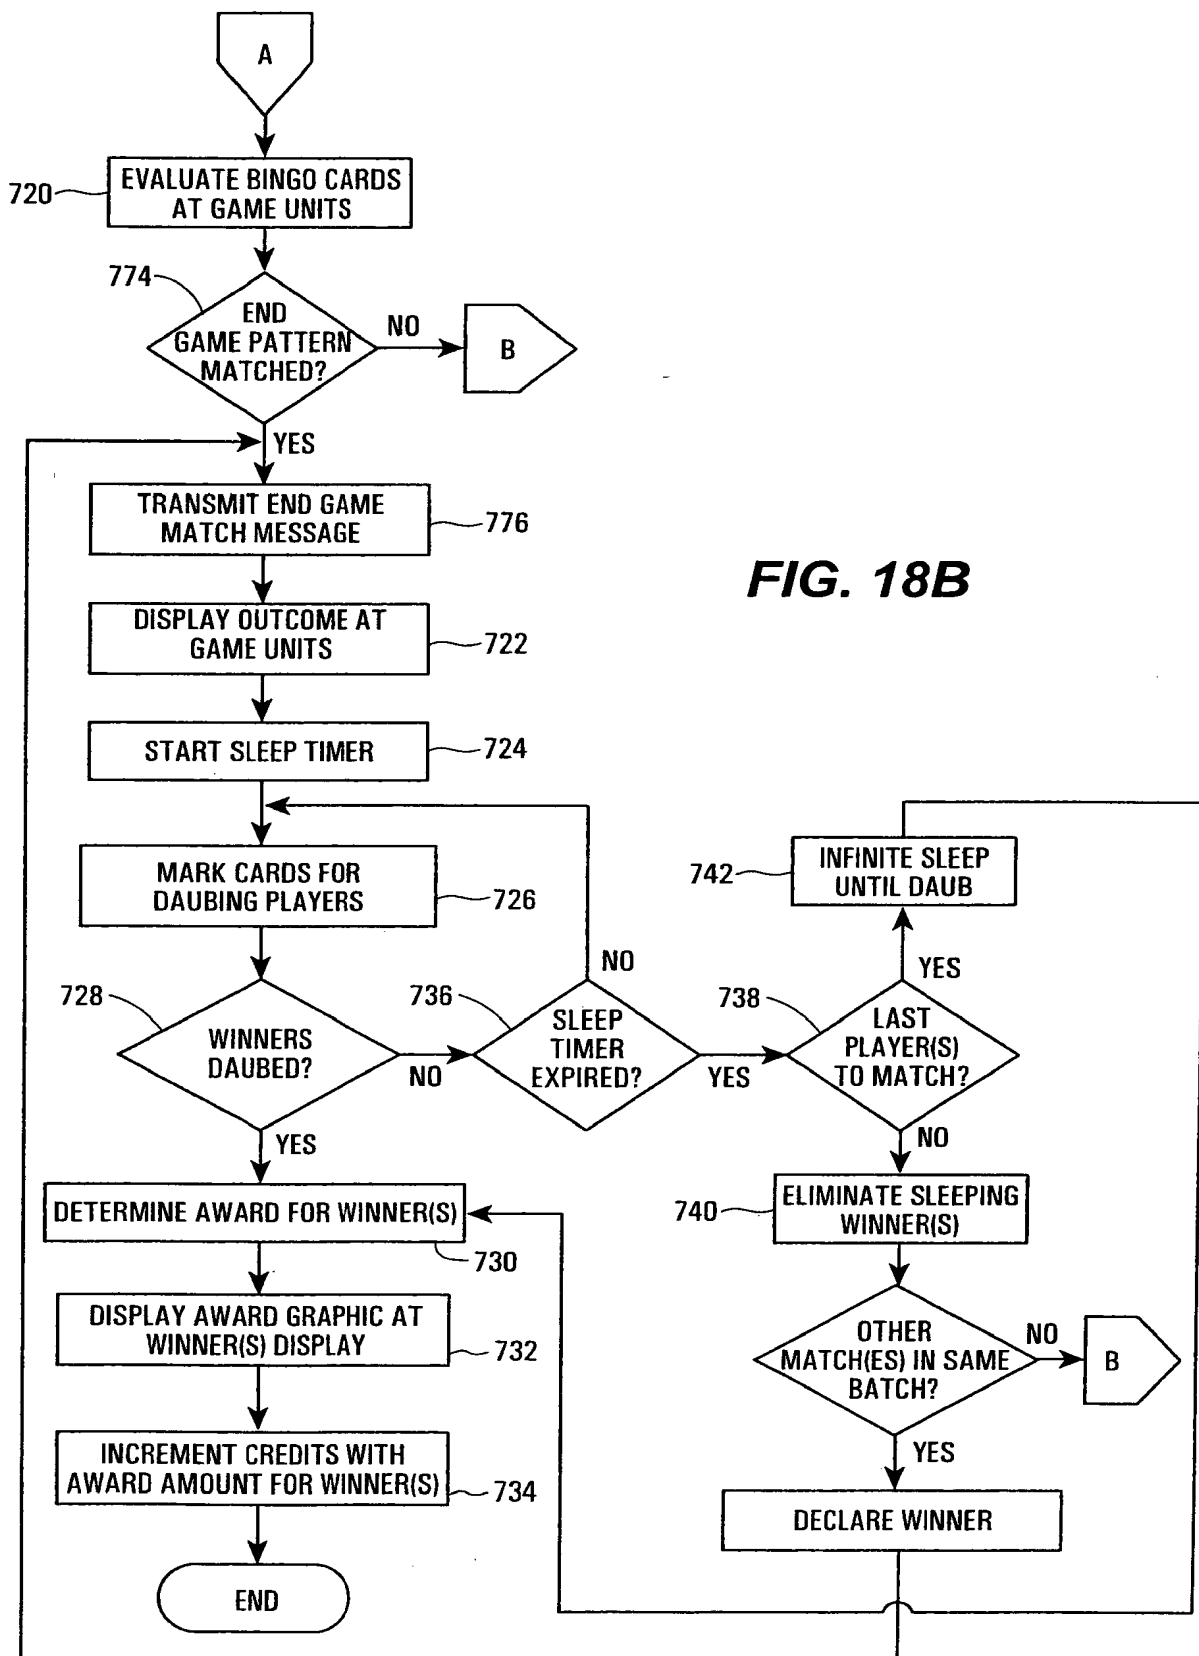 A
720
EVALUATE BINGO CARDS
AT GAME UNITS
774
END
GAME PATTERN
MATCHED?
NO
B
YES
TRANSMIT END GAME
MATCH MESSAGE
776
FIG. 18B
DISPLAY OUTCOME AT
GAME UNITS
722
START SLEEP TIMER
724
MARK CARDS FOR
DAUBING PLAYERS
726
742
INFINITE SLEEP
UNTIL DAUB
NO
YES
728
WINNERS
DAUBED?
NO
736
SLEEP
TIMER
EXPIRED?
YES
738
LAST
PLAYER(S)
TO MATCH?
YES
NO
DETERMINE AWARD FOR WINNER(S)
730
740
ELIMINATE SLEEPING
WINNER(S)
DISPLAY AWARD GRAPHIC AT
WINNER(S) DISPLAY
732
OTHER
MATCH(ES) IN SAME
BATCH?
NO
B
INCREMENT CREDITS WITH
AWARD AMOUNT FOR WINNER(S)
734
YES
DECLARE WINNER
END